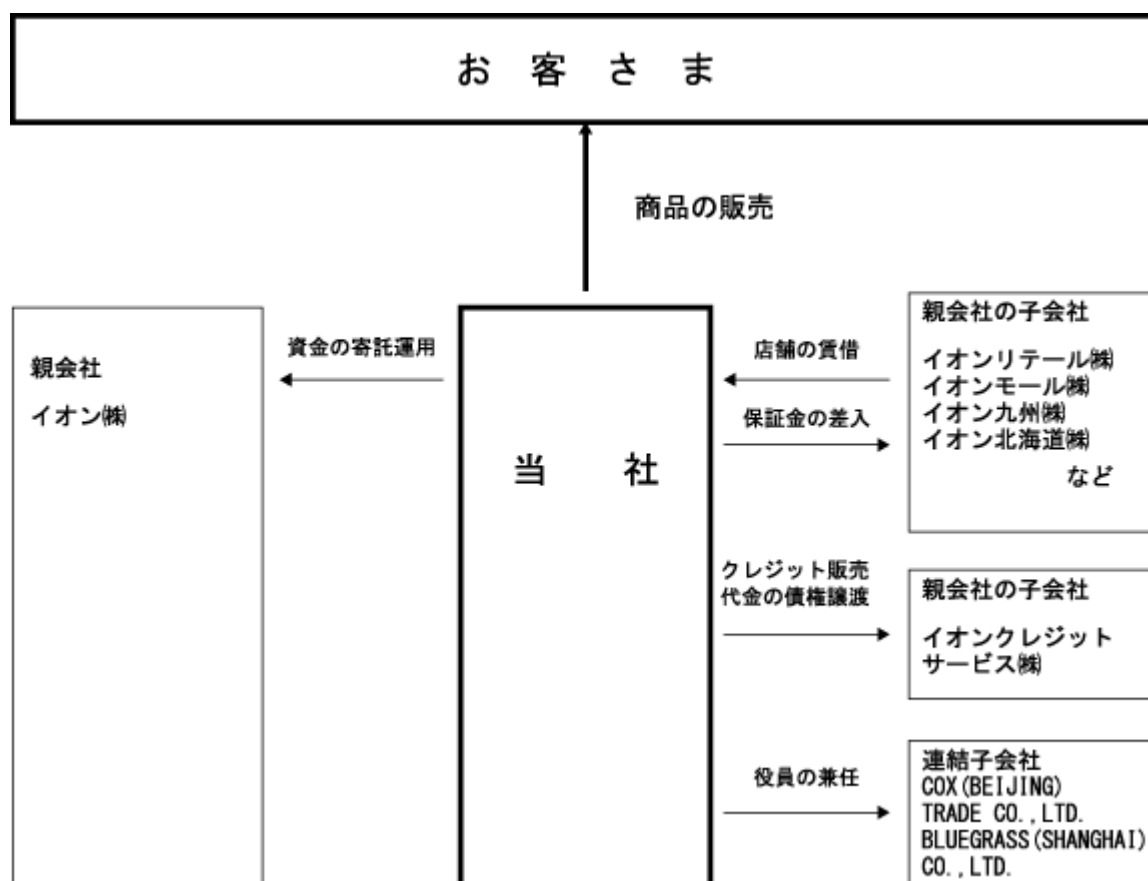 お 客 さ ま
商品の販売
親会社
イオン㈱
資金の寄託運用
当 社
店舗の賃借
保証金の差入
親会社の子会社
イオンリテール㈱
イオンモール㈱
イオン九州㈱
イオン北海道㈱
など
クレジット販売
代金の債権譲渡
親会社の子会社
イオンクレジット
サービス㈱
役員の兼任
連結子会社
COX(BEIJING)
TRADE CO.,LTD.
BLUEGRASS(SHANGHAI)
CO.,LTD.